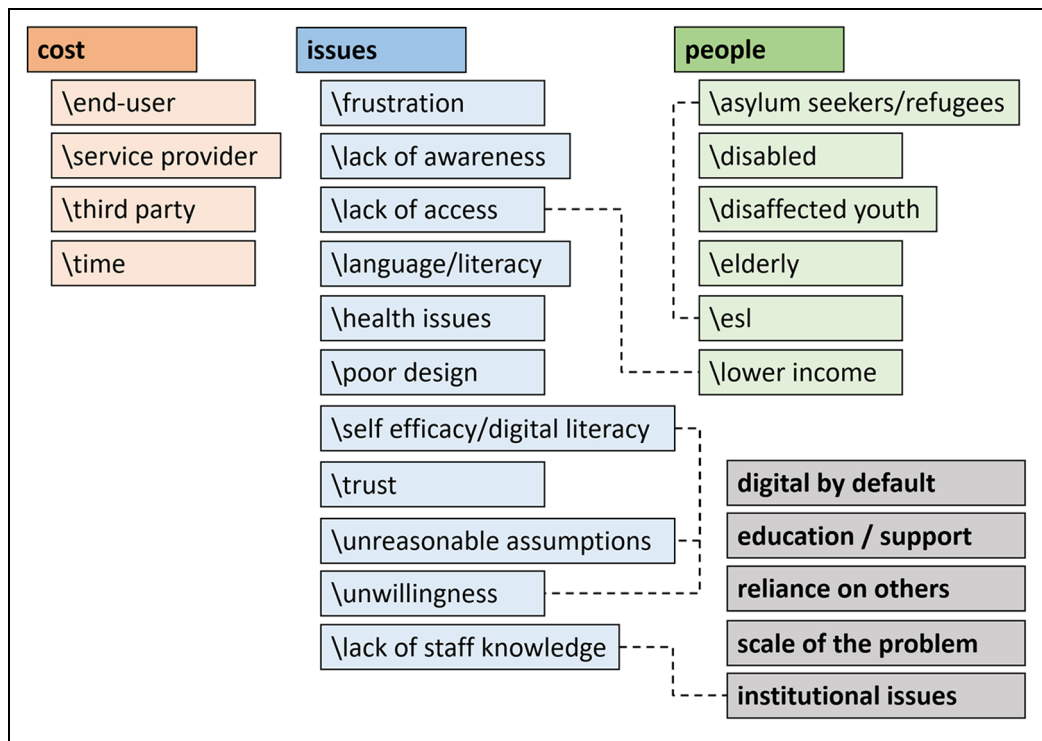 cost
\end-user
\service provider
\third party
\time
issues
\frustration
\lack of awareness
\lack of access
\language/literacy
\health issues
\poor design
\self efficacy/digital literacy
\trust
\unreasonable assumptions
\unwillingness
\lack of staff knowledge
people
\asylum seekers/refugees
\disabled
\disaffected youth
\elderly
\esl
\lower income
digital by default
education / support
reliance on others
scale of the problem
institutional issues